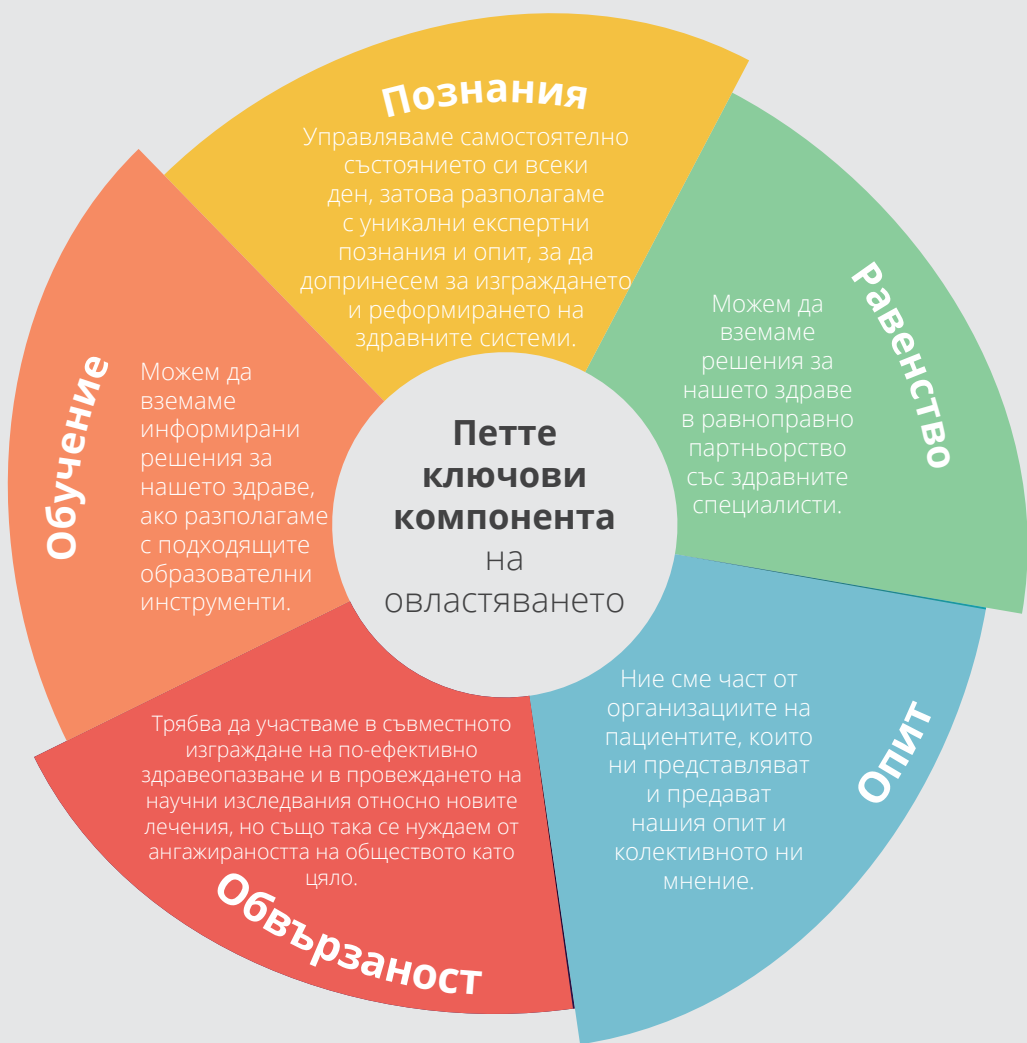 Познания
Управляваме самостоятелно
състоянието си всеки
ден, затова разполагаме
с уникални експертни
познания и опит, за да
допринесем за изграждането
и реформирането на
здравните системи.
Равенство
Можем да
вземаме
решения за
нашето здраве
в равноправно
партньорство
със здравните
специалисти.
Опит
Ние сме част от
организациите на
пациентите, които
ни представляват
и предават
нашия опит и
колективното ни
мнение.
Обвързаност
Трябва да участваме в съвместното
изграждане на по-ефективно
здравеопазване и в провеждането на
научни изследвания относно новите
лечения, но също така се нуждаем от
ангажираността на обществото като
цяло.
Обучение
Можем да
вземаме
информирани
решения за
нашето здраве,
ако разполагаме
с подходящите
образователни
инструменти.
Петте
ключови
компонента
на
овластяването